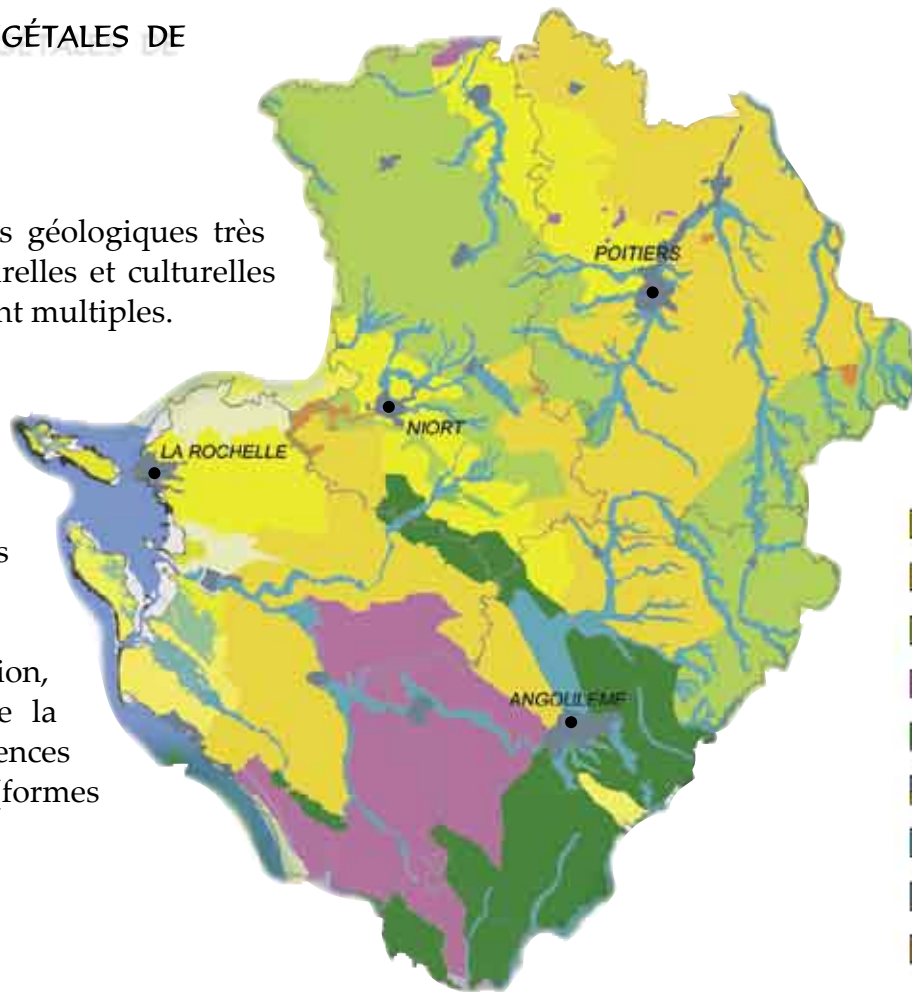 GÉTALES DE
s géologiques très
relles et culturelles
nt multiples.
s
ion,
e la
ences
formes
POITIERS
NIORT
LA ROCHELLE
ANGOULEME